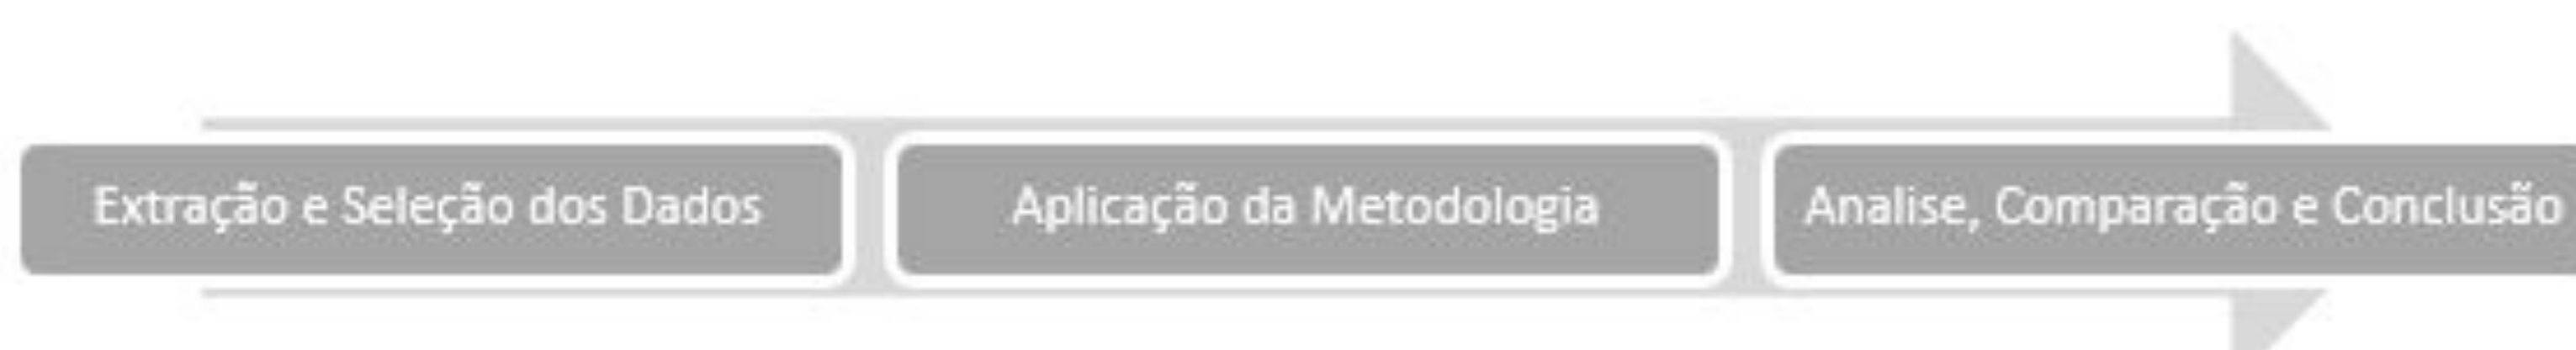 Extração e Seleção dos Dados
Aplicação da Metodologia
Analise, Comparação e Conclusão